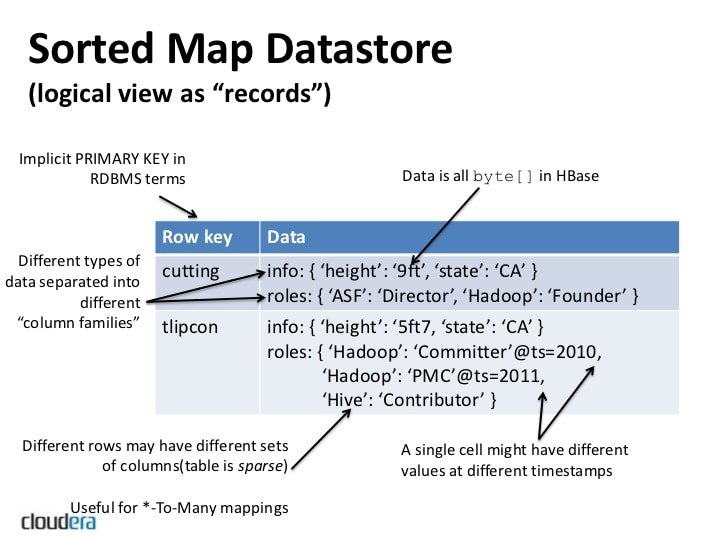 Sorted Map Datastore
(logical view as “records”)
Implicit PRIMARY KEY in
RDBMS terms
Data is all byte[] in HBase
Different types of
data separated into
different
“column families”
Row key Data
cutting info: { ‘height’: ‘9ft’, ‘state’: ‘CA’ }
roles: { ‘ASF’: ‘Director’, ‘Hadoop’: ‘Founder’ }
tlipcon info: { ‘height’: ‘5ft7, ‘state’: ‘CA’ }
roles: { ‘Hadoop’: ‘Committer’@ts=2010,
‘Hadoop’: ‘PMC’@ts=2011,
‘Hive’: ‘Contributor’ }
Different rows may have different sets
of columns(table is sparse)
Useful for *-To-Many mappings
A single cell might have different
values at different timestamps
cloudera